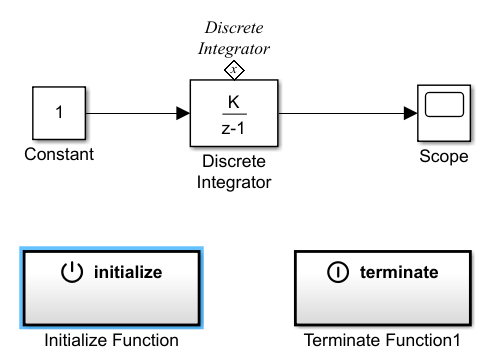 Discrete
Integrator
x
1
K
z-1
Constant
Discrete
Integrator
Scope
initialize
terminate
Initialize Function
Terminate Function1